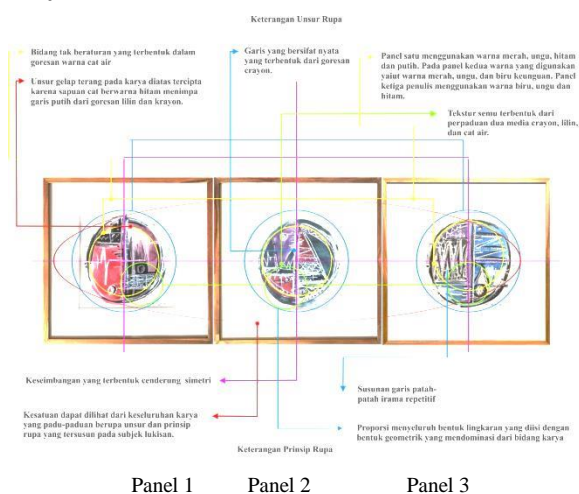 Keterangan Unsur Rupa
Bidang tak beraturan yang terbentuk dalam
goresan warna cat air
Unsur gelap terang pada karya diatas tercipta
karena sapuan cat berwarna hitam menimpa
garis putih dari goresan lilin dan krayon.
Garis yang bersifat nyata
yang terbentuk dari goresan
crayon.
Panel satu menggunakan warna merah, ungu, hitam
dan putih. Pada panel kedua warna yang digunakan
yaiut warna merah, ungu, dan biru keunguan. Panel
ketiga penulis menggunakan warna biru, ungu dan
hitam.
Tekstur semu terbentuk dari
perpaduan dua media crayon, lilin,
dan cat air.
Keseimbangan yang terbentuk cenderung simetri
Kesatuan dapat dilihat dari keseluruhan karya
yang padu-paduan berupa unsur dan prinsip
rupa yang tersusun pada subjek lukisan.
Susunan garis patah-
patah irama repetitif
Proporsi menyeluruh bentuk lingkaran yang diisi dengan
bentuk geometrik yang mendominasi dari bidang karya
Keterangan Prinsip Rupa
Panel 1 Panel 2 Panel 3